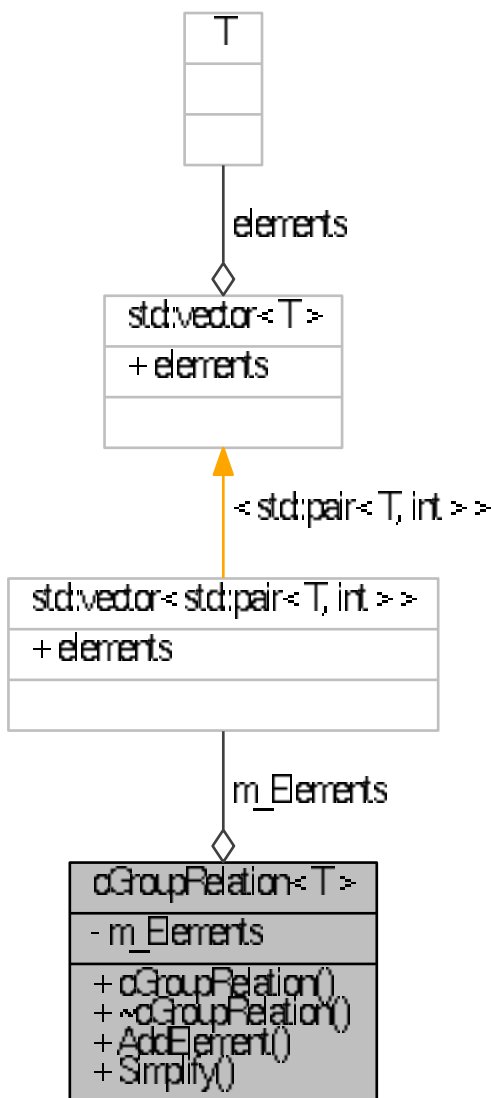 T
elements
std::vector< T >
+ elements
< std::pair< T, int > >
std::vector< std::pair< T, int > >
+ elements
m_Elements
cGroupRelation< T >
- m_Elements
+ cGroupRelation()
+ ~cGroupRelation()
+ AddElement()
+ Simplify()